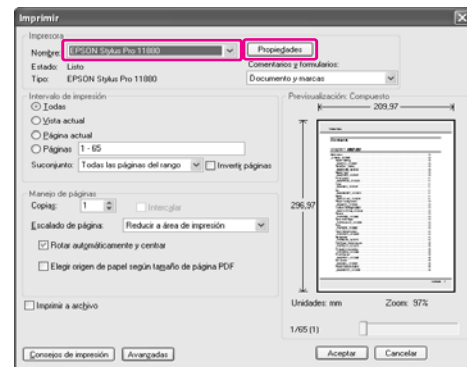 Imprimir
Impresora
Nombre: EPSON Stylus Pro 11880 Propiedades
Estado: Listo Comentarios y formularios:
Tipo: EPSON Stylus Pro 11880 Documento y marcas
Intervalo de impresión Previsualización: Compuesto
Todas 209,97
Vista actual
Página actual
Páginas 1 - 65
Suconjunto: Todas las páginas del rango Invertir páginas
Manejo de páginas
Copias: 1 Intercalar 296,97
Escalado de página: Reducir a área de impresión
Rotar automáticamente y centrar
Elegir origen de papel según tamaño de página PDF
Imprimir a archivo Unidades: mm Zoom: 97%
1/65 (1)
Consejos de impresión Avanzadas Aceptar Cancelar